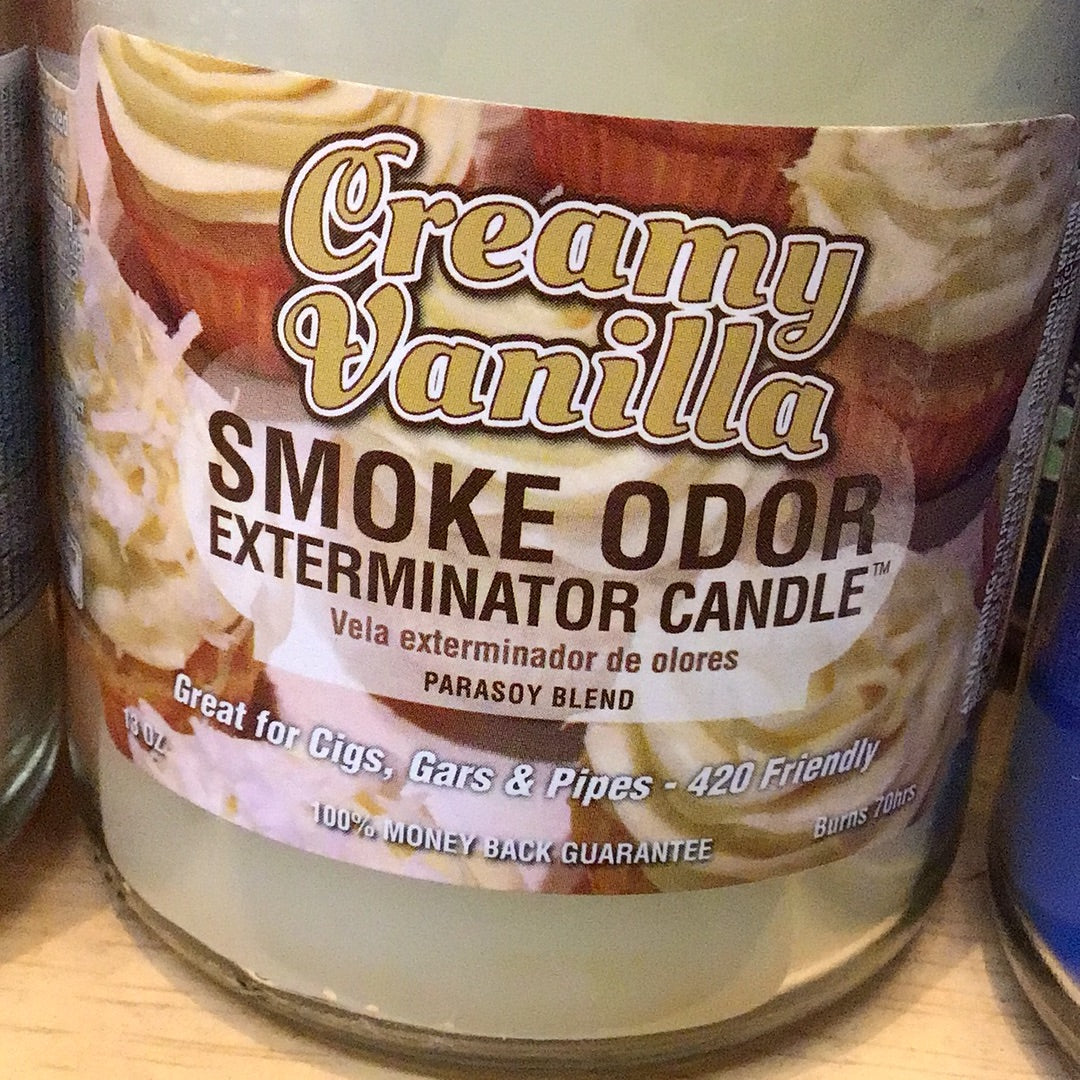 Creamy
Vanilla
SMOKE ODOR
EXTERMINATOR CANDLE™
Vela exterminador de olores
PARASOY BLEND
Great for Cigs, Gars & Pipes - 420 Friendly
13 OZ.
Burns 70hrs
100% MONEY BACK GUARANTEE